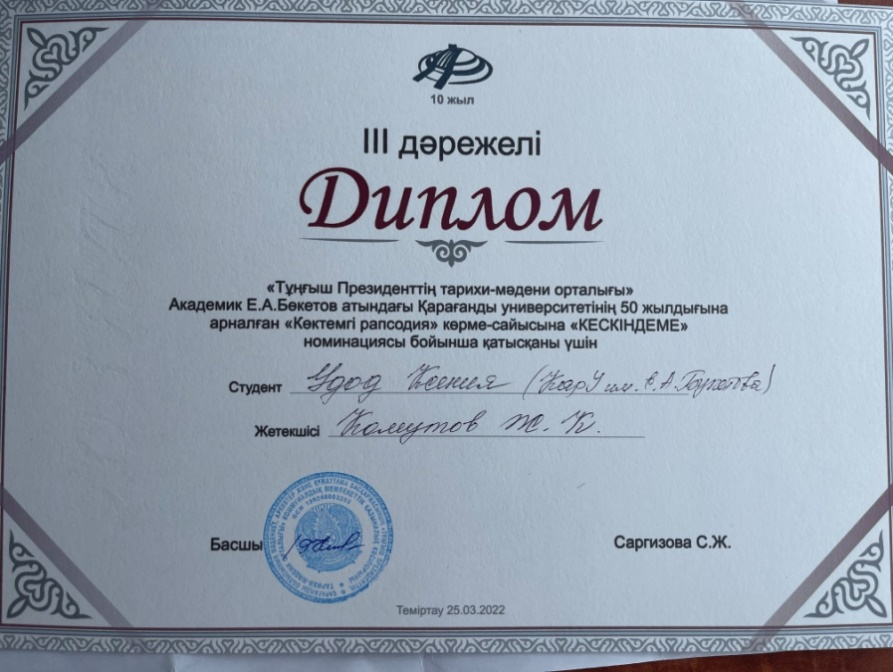 10 жыл
III дәрежелі
Диплом
«Тұңғыш Президенттің тарихи-мәдени орталығы»
Академик Е.А.Бөкетов атындағы Қарағанды университетінің 50 жылдығына
арналған «Көктемгі рапсодия» көрме-сайысына «КЕСКІНДЕМЕ»
номинациясы бойынша қатысқаны үшін
Студент Удод Ксения (КарУ им. Е.А.
Жетекшісі Ж. К.
Басшы Саргизова С.Ж.
Теміртау 25.03.2022